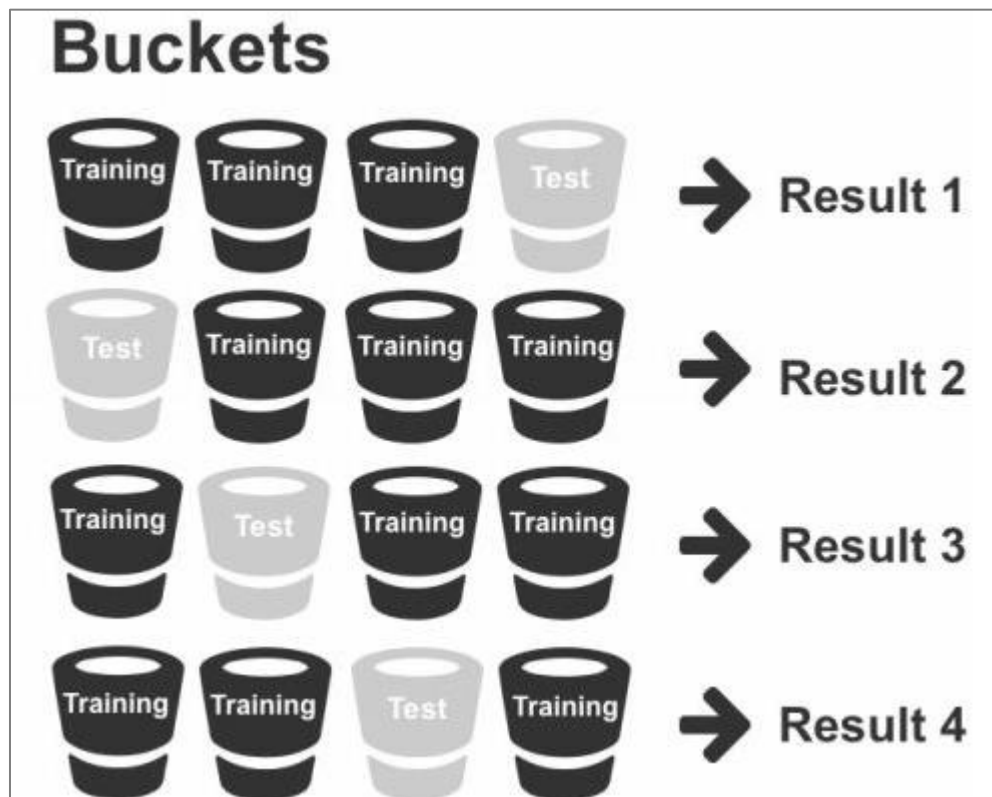 Buckets
Training Training Training Test Result 1
Test Training Training Training Result 2
Training Test Training Training Result 3
Training Training Test Training Result 4